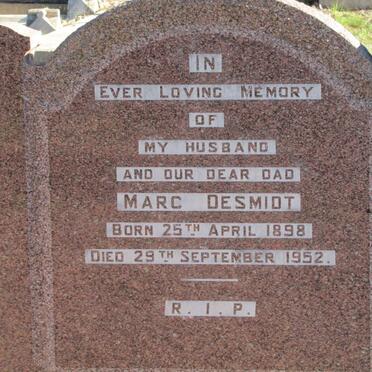 IN
EVER LOVING MEMORY
OF
MY HUSBAND
AND OUR DEAR DAD
MARC DESMIDT
BORN 25TH APRIL 1898
DIED 29TH SEPTEMBER 1952.
R. I. P.